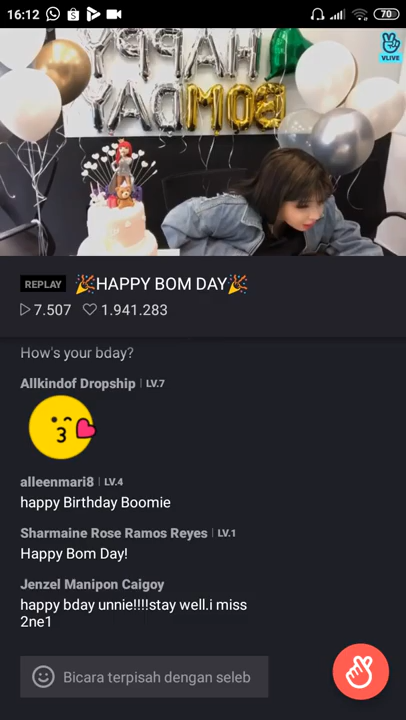 16:12
70
VLIVE
HAPPY
BOMDAY
REPLAY 🎉HAPPY BOM DAY🎉
7.507 1.941.283
How's your bday?
Allkindof Dropship | LV.7
alleenmari8 | LV.4
happy Birthday Boomie
Sharmaine Rose Ramos Reyes | LV.1
Happy Bom Day!
Jenzel Manipon Caigoy
happy bday unnie!!!!stay well.i miss
2ne1
Bicara terpisah dengan seleb